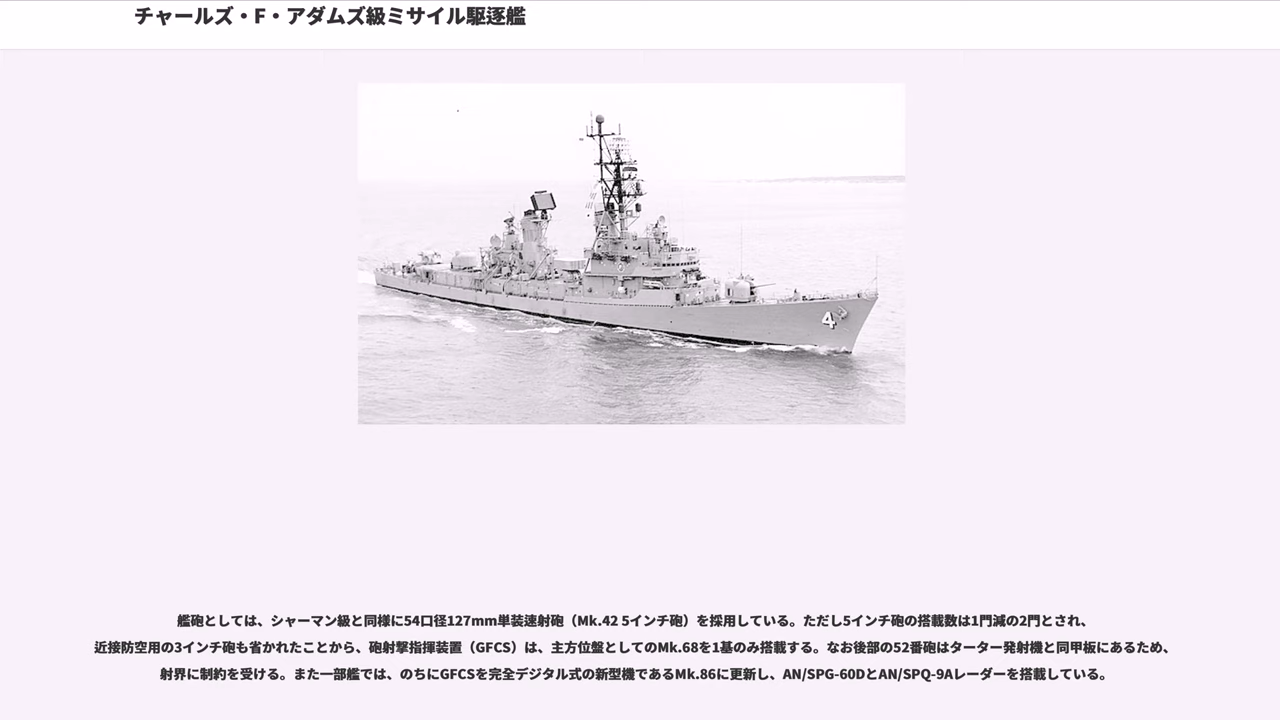 チャールズ・F・アダムズ級ミサイル駆逐艦
4
艦砲としては、シャーマン級と同様に54口径127mm単装速射砲（Mk.42 5インチ砲）を採用している。ただし5インチ砲の搭載数は1門減の2門とされ、
近接防空用の3インチ砲も省かれたことから、砲射撃指揮装置（GFCS）は、主方位盤としてのMk.68を1基のみ搭載する。なお後部の52番砲はターター発射機と同甲板にあるため、
射界に制約を受ける。また一部艦では、のちにGFCSを完全デジタル式の新型機であるMk.86に更新し、AN/SPG-60DとAN/SPQ-9Aレーダーを搭載している。